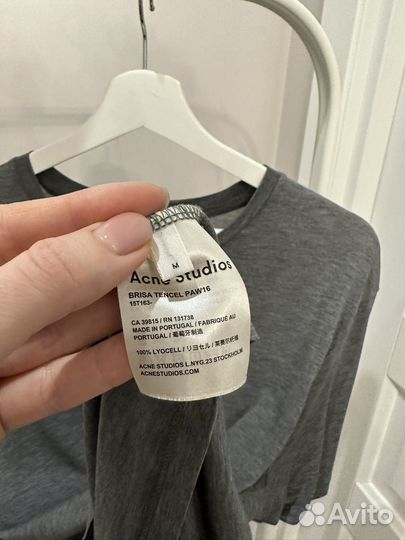 M
Acne Studios
BRISA TENCEL PAW16
15T163-
CA 39815 / RN 131738
MADE IN PORTUGAL / FABRIQUÉ AU
PORTUGAL / 葡萄牙制造
100% LYOCELL / リヨセル / 莱赛尔纤维
ACNE STUDIOS L.NYG.23 STOCKHOLM
ACNESTUDIOS.COM
Avito